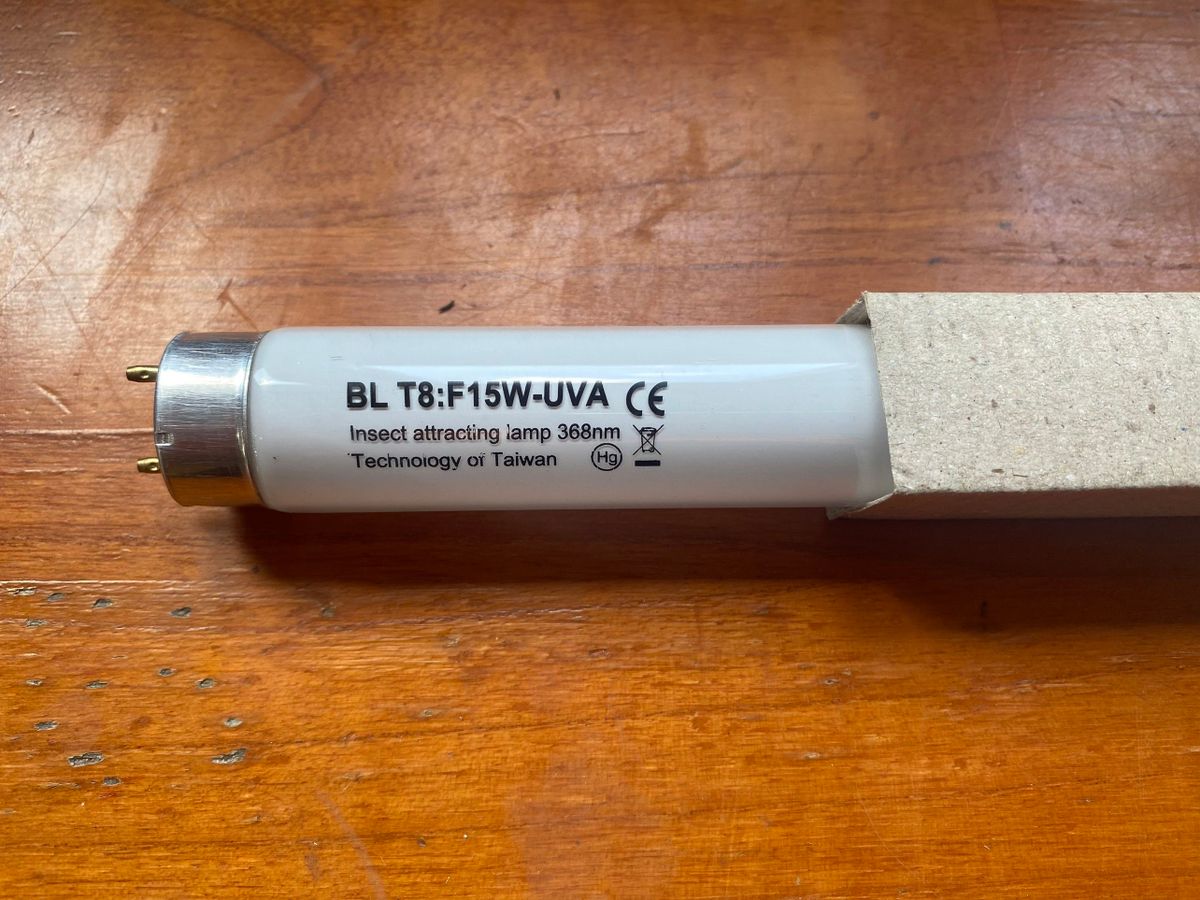 BL T8:F15W-UVA CE
Insect attracting lamp 368nm
Technology of Taiwan Hg